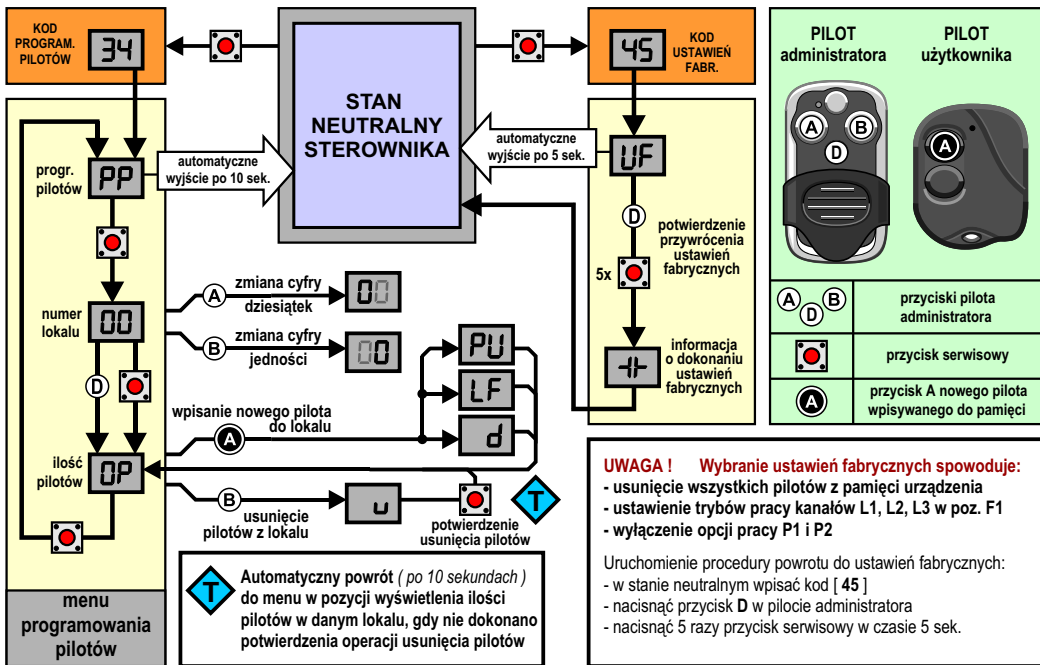 KOD
PROGRAM.
PILOTÓW
34
STAN
NEUTRALNY
STEROWNIKA
45
KOD
USTAWIEŃ
FABR.
progr.
pilotów
PP
automatyczne
wyjście po 10 sek.
automatyczne
wyjście po 5 sek.
UF
D
5x
potwierdzenie
przywrócenia
ustawień
fabrycznych
informacja
o dokonaniu
ustawień
fabrycznych
numer
lokalu
00
A
zmiana cyfry
dziesiątek
00
B
zmiana cyfry
jedności
00
D
wpisanie nowego pilota
do lokalu
A
PU
LF
d
ilość
pilotów
0P
B
usunięcie
pilotów z lokalu
u
potwierdzenie
usunięcia pilotów
T
menu
programowania
pilotów
T
Automatyczny powrót ( po 10 sekundach )
do menu w pozycji wyświetlenia ilości
pilotów w danym lokalu, gdy nie dokonano
potwierdzenia operacji usunięcia pilotów
PILOT
administratora
PILOT
użytkownika
A
B
D
A
A
D
B
przyciski pilota
administratora
przycisk serwisowy
A
przycisk A nowego pilota
wpisywanego do pamięci
UWAGA ! Wybranie ustawień fabrycznych spowoduje:
- usunięcie wszystkich pilotów z pamięci urządzenia
- ustawienie trybów pracy kanałów L1, L2, L3 w poz. F1
- wyłączenie opcji pracy P1 i P2
Uruchomienie procedury powrotu do ustawień fabrycznych:
- w stanie neutralnym wpisać kod [ 45 ]
- nacisnąć przycisk D w pilocie administratora
- nacisnąć 5 razy przycisk serwisowy w czasie 5 sek.